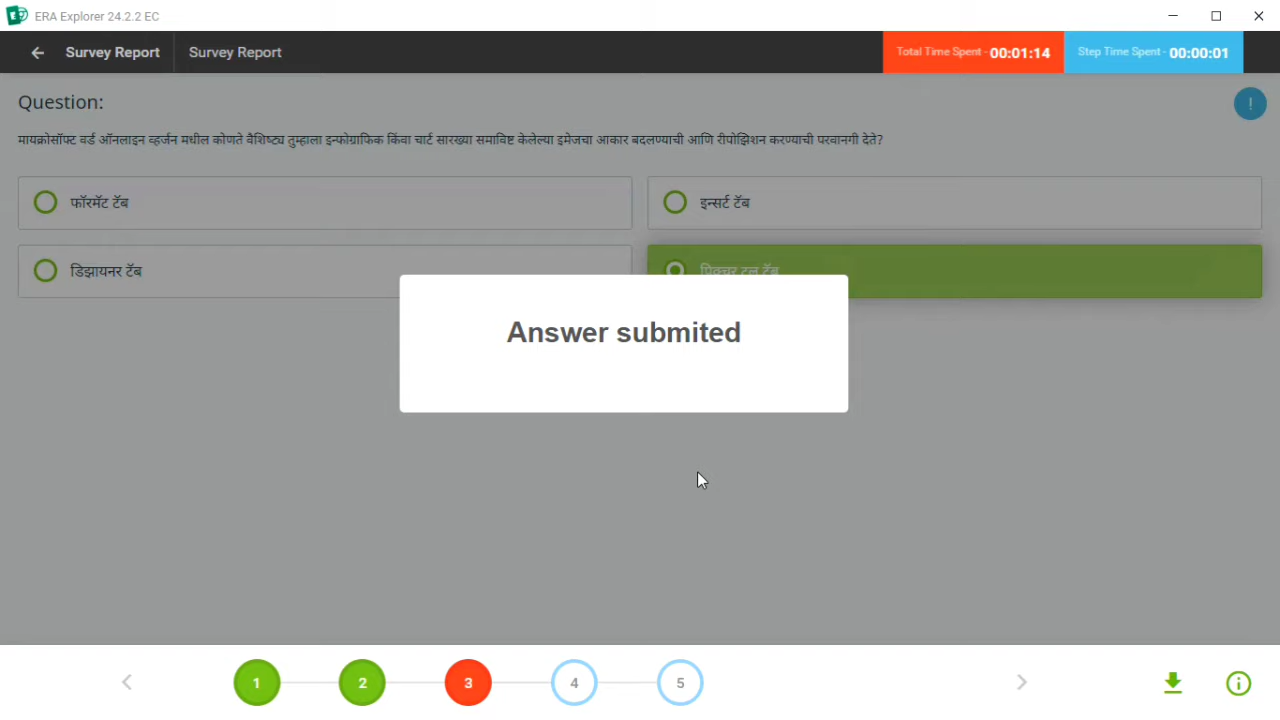 ERA Explorer 24.2.2 EC
Survey Report
Survey Report
Total Time Spent - 00:01:14
Step Time Spent - 00:00:01
Question:
!
मायक्रोसॉफ्ट वर्ड ऑनलाइन व्हर्जन मधील कोणते वैशिष्ट्य तुम्हाला इन्फोग्राफिक किंवा चार्ट सारख्या समाविष्ट केलेल्या इमेजचा आकार बदलण्याची आणि रीपोझिशन करण्याची परवानगी देते?
फॉरमॅट टॅब
इन्सर्ट टॅब
डिझायनर टॅब
पिक्चर टूल टॅब
Answer submited
1
2
3
4
5